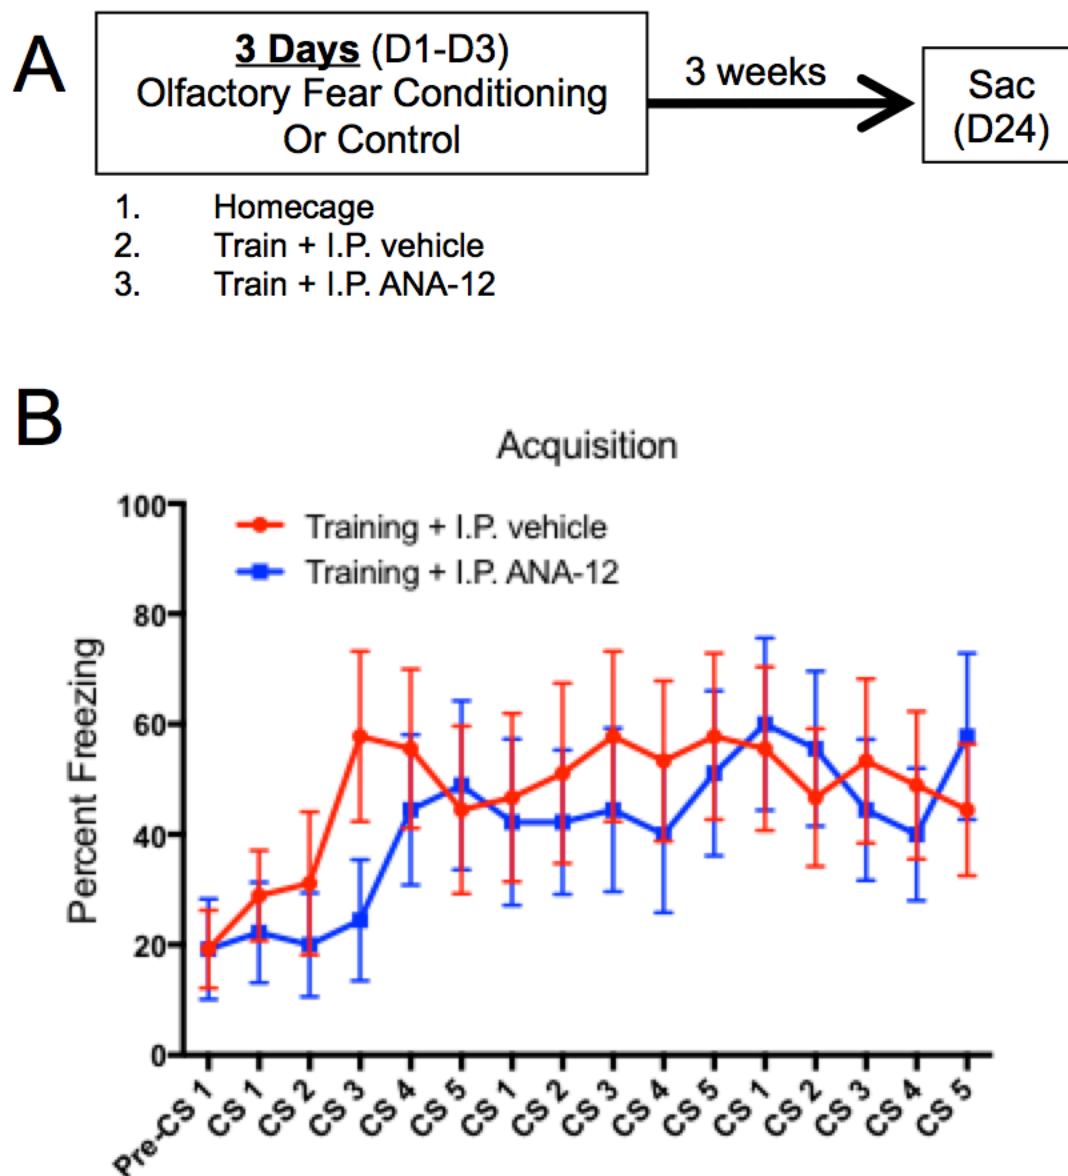 A
3 Days (D1-D3)
Olfactory Fear Conditioning
Or Control
3 weeks
Sac
(D24)
1. Homecage
2. Train + I.P. vehicle
3. Train + I.P. ANA-12
B
Acquisition
Training + I.P. vehicle
Training + I.P. ANA-12
Percent Freezing
100
80
60
40
20
0
Pre-CS 1
CS 1
CS 2
CS 3
CS 4
CS 5
CS 1
CS 2
CS 3
CS 4
CS 5
CS 1
CS 2
CS 3
CS 4
CS 5